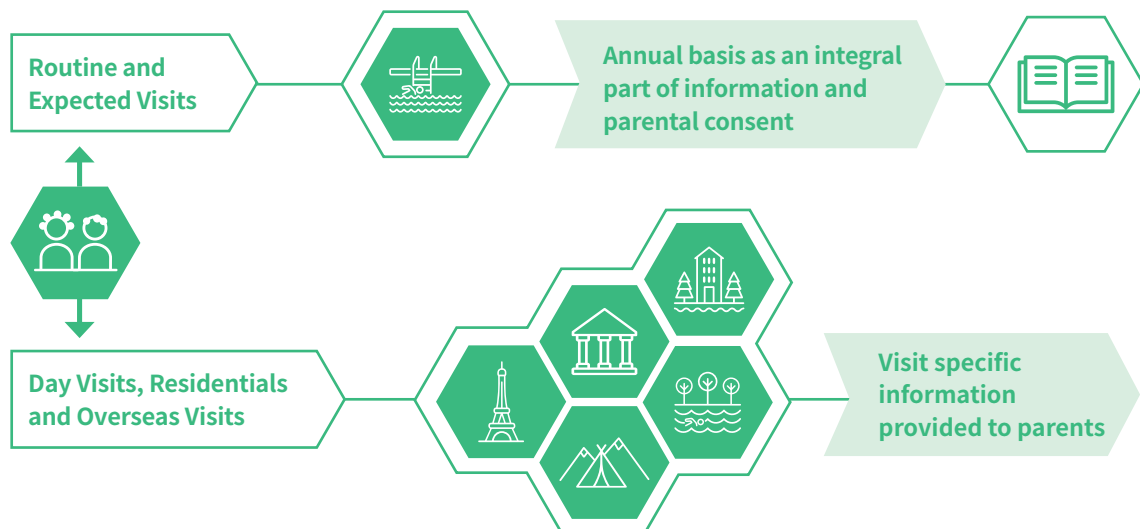 Routine and
Expected Visits
Annual basis as an integral
part of information and
parental consent
Day Visits, Residentials
and Overseas Visits
Visit specific
information
provided to parents